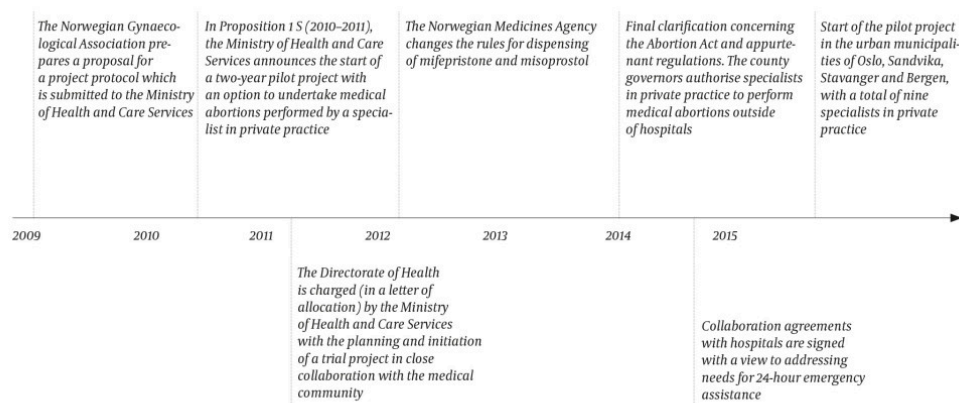 The Norwegian Gynaeco-
logical Association pre-
pares a proposal for
a project protocol which
is submitted to the Ministry
of Health and Care Services
In Proposition 1 S (2010–2011),
the Ministry of Health and Care
Services announces the start of
a two-year pilot project with
an option to undertake medical
abortions performed by a specia-
list in private practice
The Norwegian Medicines Agency
changes the rules for dispensing
of mifepristone and misoprostol
Final clarification concerning
the Abortion Act and appurte-
nant regulations. The county
governors authorise specialists
in private practice to perform
medical abortions outside
of hospitals
Start of the pilot project
in the urban municipali-
ties of Oslo, Sandvika,
Stavanger and Bergen,
with a total of nine
specialists in private
practice
2009 2010 2011 2012 2013 2014 2015
The Directorate of Health
is charged (in a letter of
allocation) by the Ministry
of Health and Care Services
with the planning and initiation
of a trial project in close
collaboration with the medical
community
Collaboration agreements
with hospitals are signed
with a view to addressing
needs for 24-hour emergency
assistance